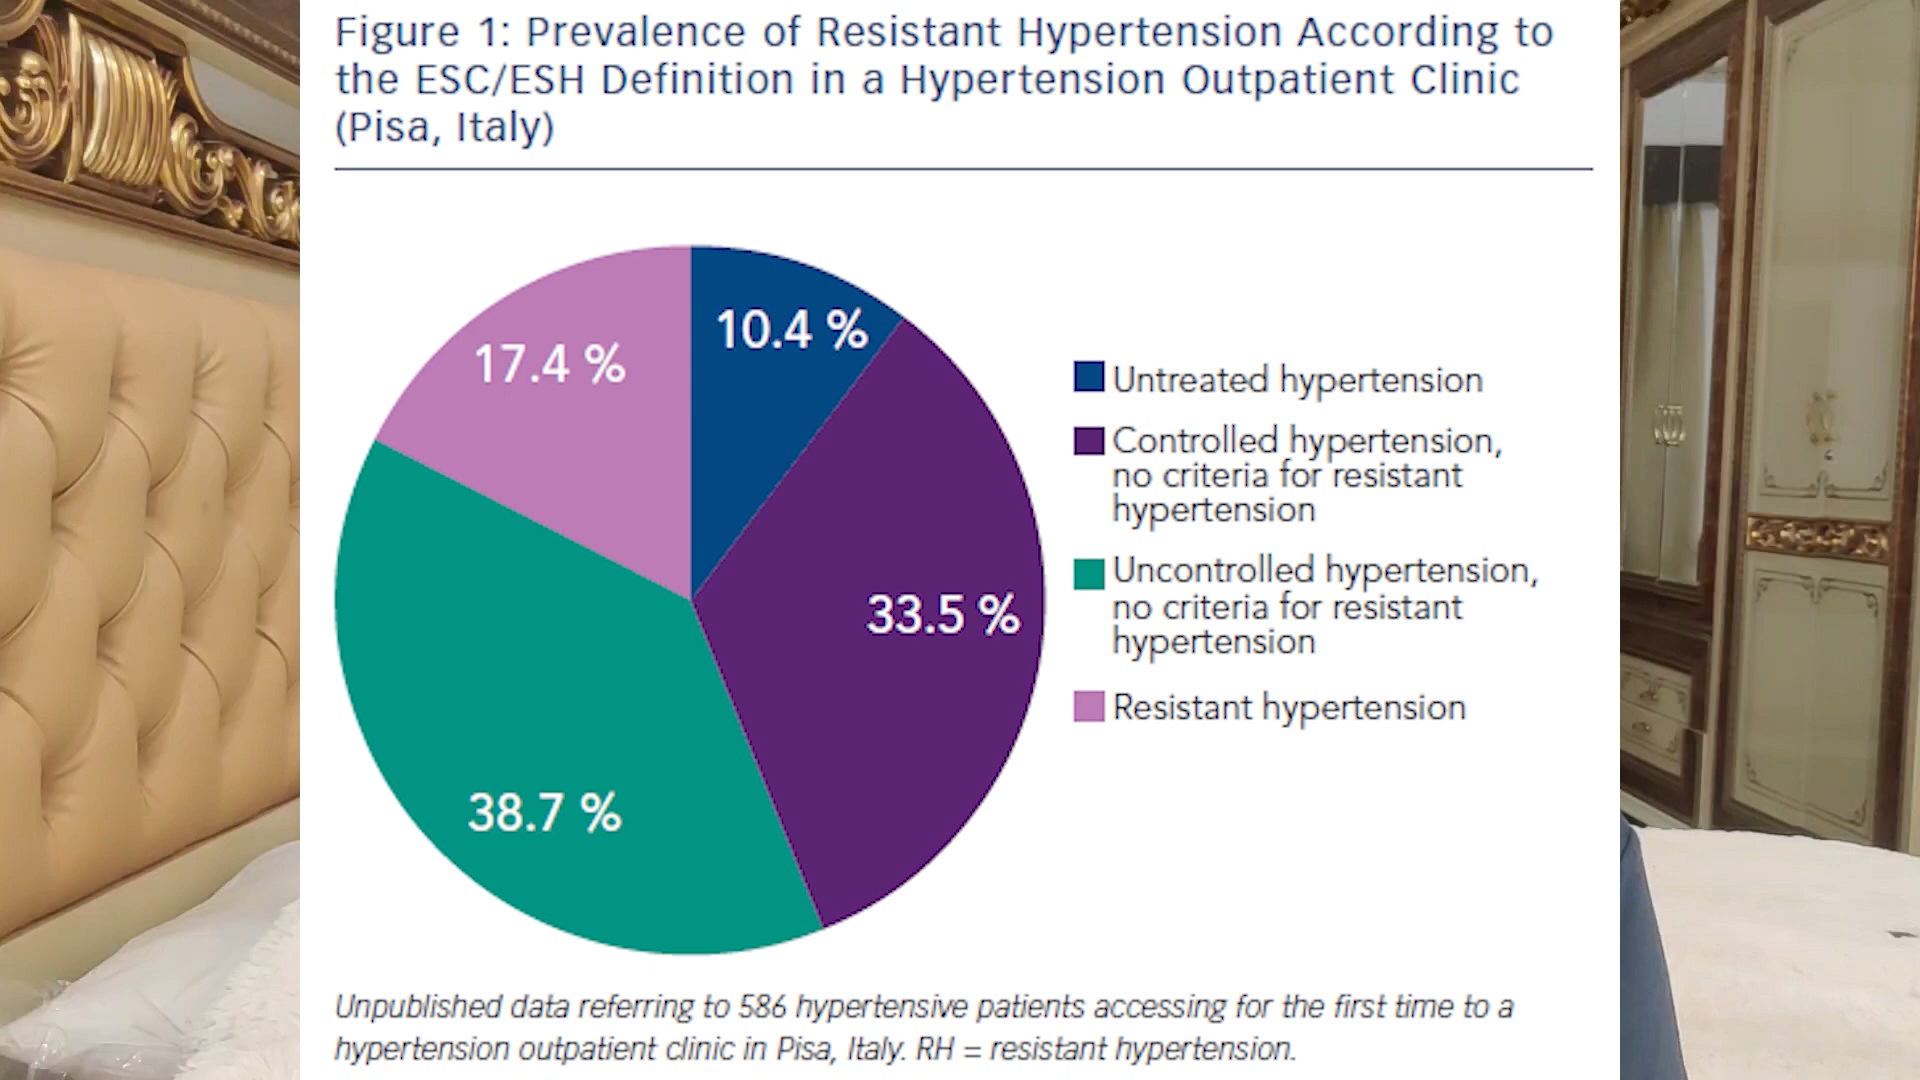 Figure 1: Prevalence of Resistant Hypertension According to
the ESC/ESH Definition in a Hypertension Outpatient Clinic
(Pisa, Italy)
17.4 %
10.4 %
33.5 %
38.7 %
Untreated hypertension
Controlled hypertension,
no criteria for resistant
hypertension
Uncontrolled hypertension,
no criteria for resistant
hypertension
Resistant hypertension
Unpublished data referring to 586 hypertensive patients accessing for the first time to a
hypertension outpatient clinic in Pisa, Italy. RH = resistant hypertension.